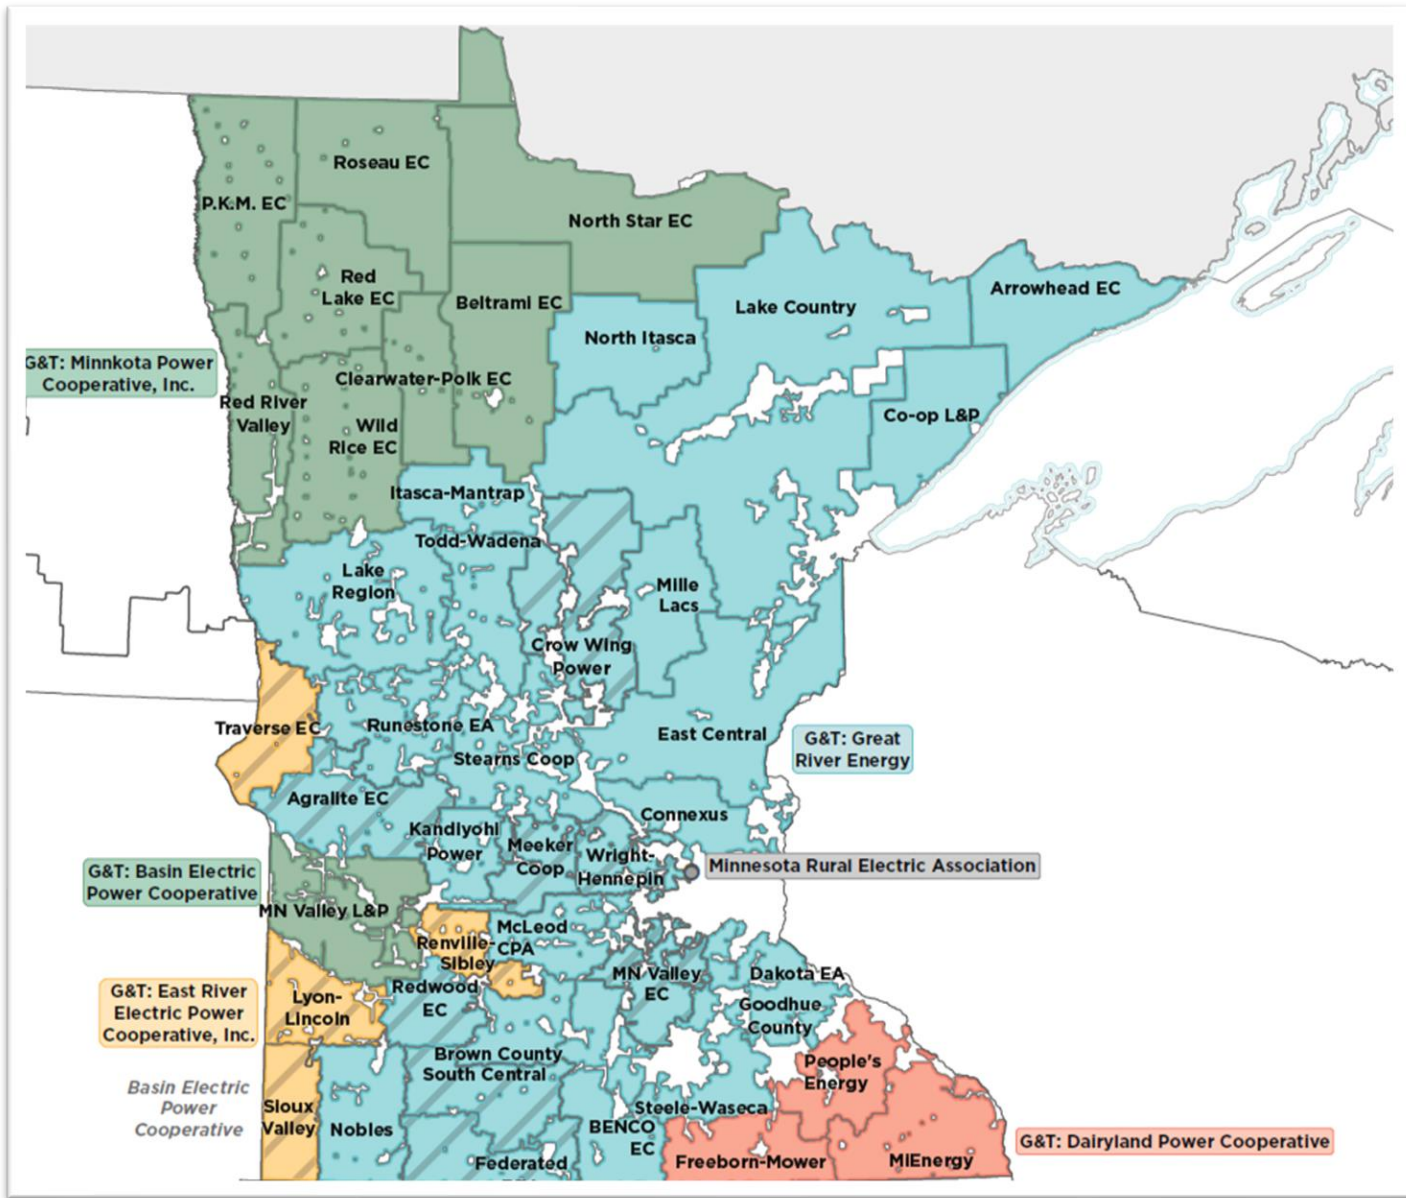 Roseau EC
P.K.M. EC
North Star EC
Red
Lake EC
Beltrami EC
Lake Country
Arrowhead EC
North Itasca
G&T: Minnkota Power
Cooperative, Inc.
Clearwater-Polk EC
Red River
Valley
Wild
Rice EC
Co-op L&P
Itasca-Mantrap
Todd-Wadena
Lake
Region
Mille
Lacs
Crow Wing
Power
Traverse EC
Runestone EA
East Central
G&T: Great
River Energy
Stearns Coop
Agralite EC
Connexus
Kandiyohi
Power
Meeker
Coop
Wright-
Hennepin
Minnesota Rural Electric Association
G&T: Basin Electric
Power Cooperative
MN Valley L&P
McLeod
CPA
Renville-
Sibley
MN Valley
EC
Dakota EA
Redwood
EC
Goodhue
County
G&T: East River
Electric Power
Cooperative, Inc.
Lyon-
Lincoln
Brown County
South Central
People's
Energy
Basin Electric
Power
Cooperative
Sioux
Valley
Nobles
Steele-Waseca
BENCO
EC
Federated
Freeborn-Mower
MiEnergy
G&T: Dairyland Power Cooperative